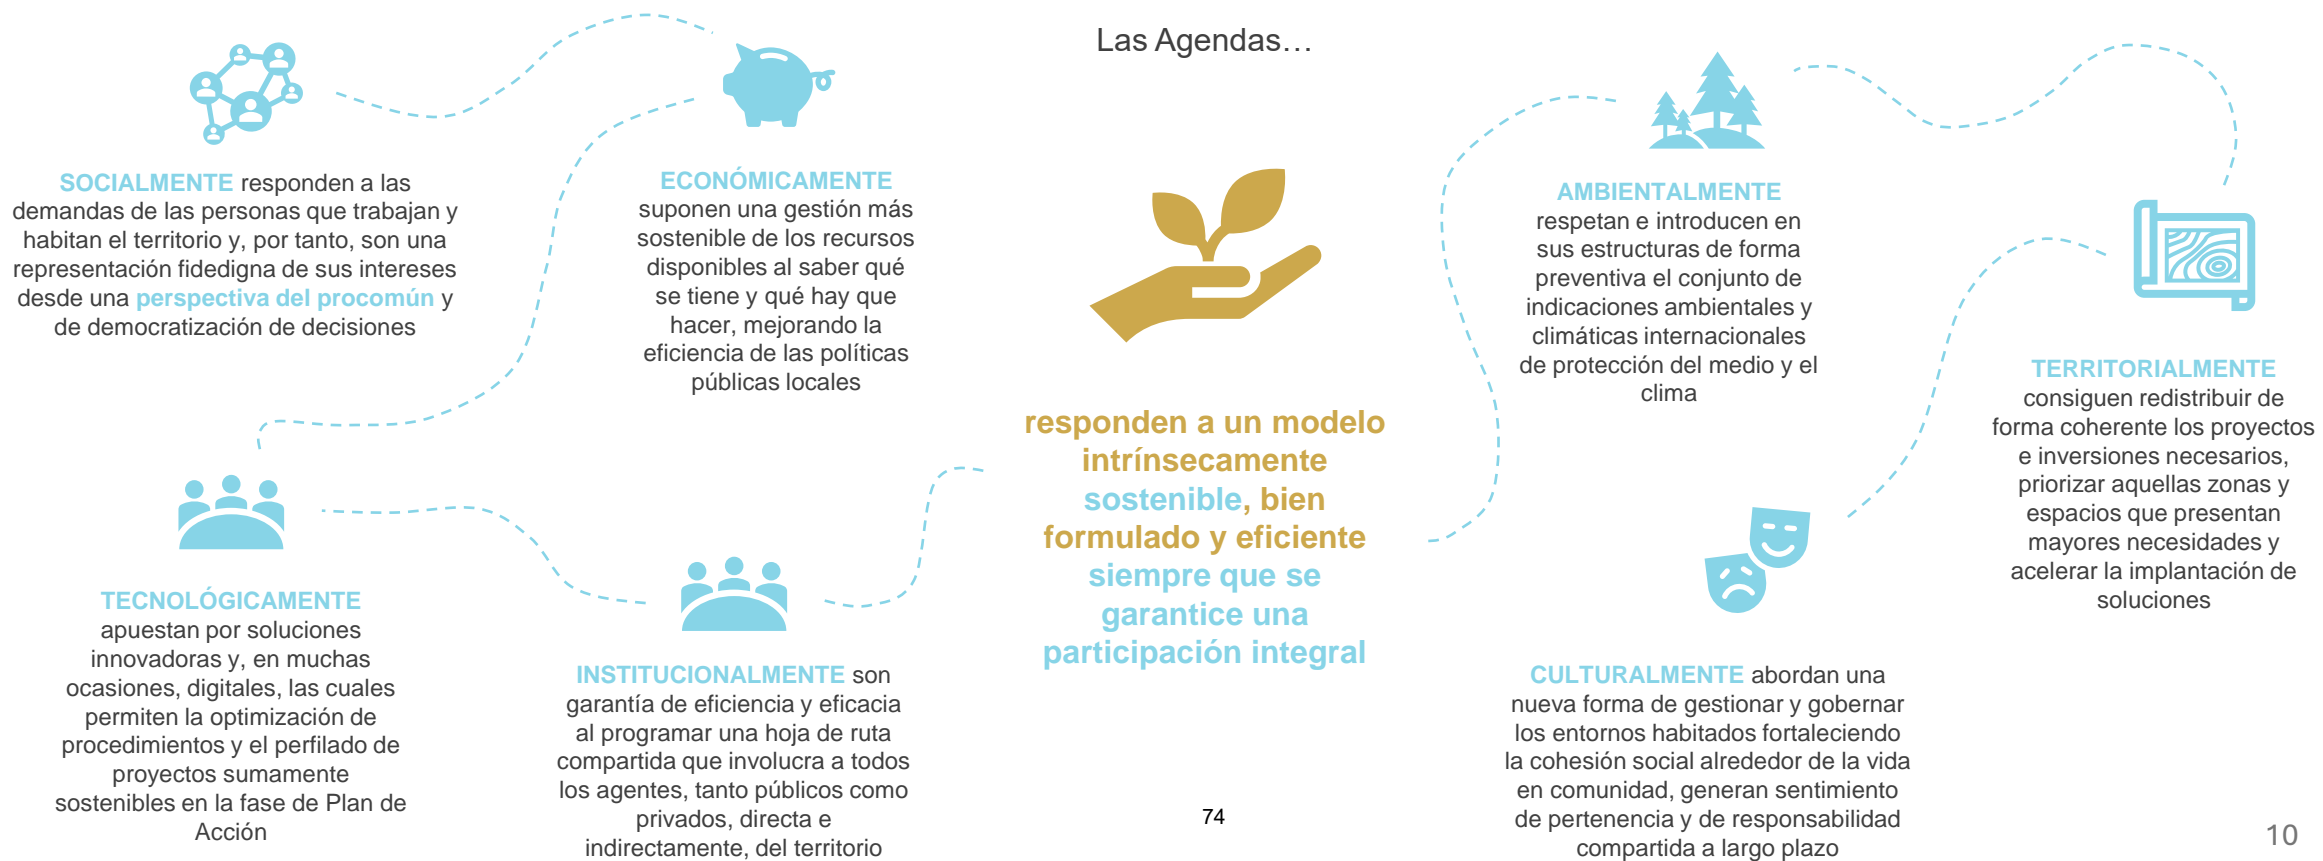 Las Agendas…
SOCIALMENTE responden a las
demandas de las personas que trabajan y
habitan el territorio y, por tanto, son una
representación fidedigna de sus intereses
desde una perspectiva del procomún y
de democratización de decisiones
ECONÓMICAMENTE
suponen una gestión más
sostenible de los recursos
disponibles al saber qué
se tiene y qué hay que
hacer, mejorando la
eficiencia de las políticas
públicas locales
TECNOLÓGICAMENTE
apuestan por soluciones
innovadoras y, en muchas
ocasiones, digitales, las cuales
permiten la optimización de
procedimientos y el perfilado de
proyectos sumamente
sostenibles en la fase de Plan de
Acción
INSTITUCIONALMENTE son
garantía de eficiencia y eficacia
al programar una hoja de ruta
compartida que involucra a todos
los agentes, tanto públicos como
privados, directa e
indirectamente, del territorio
responden a un modelo
intrínsecamente
sostenible, bien
formulado y eficiente
siempre que se
garantice una
participación integral
AMBIENTALMENTE
respetan e introducen en
sus estructuras de forma
preventiva el conjunto de
indicaciones ambientales y
climáticas internacionales
de protección del medio y el
clima
TERRITORIALMENTE
consiguen redistribuir de
forma coherente los proyectos
e inversiones necesarios,
priorizar aquellas zonas y
espacios que presentan
mayores necesidades y
acelerar la implantación de
soluciones
CULTURALMENTE abordan una
nueva forma de gestionar y gobernar
los entornos habitados fortaleciendo
la cohesión social alrededor de la vida
en comunidad, generan sentimiento
de pertenencia y de responsabilidad
compartida a largo plazo
74
10